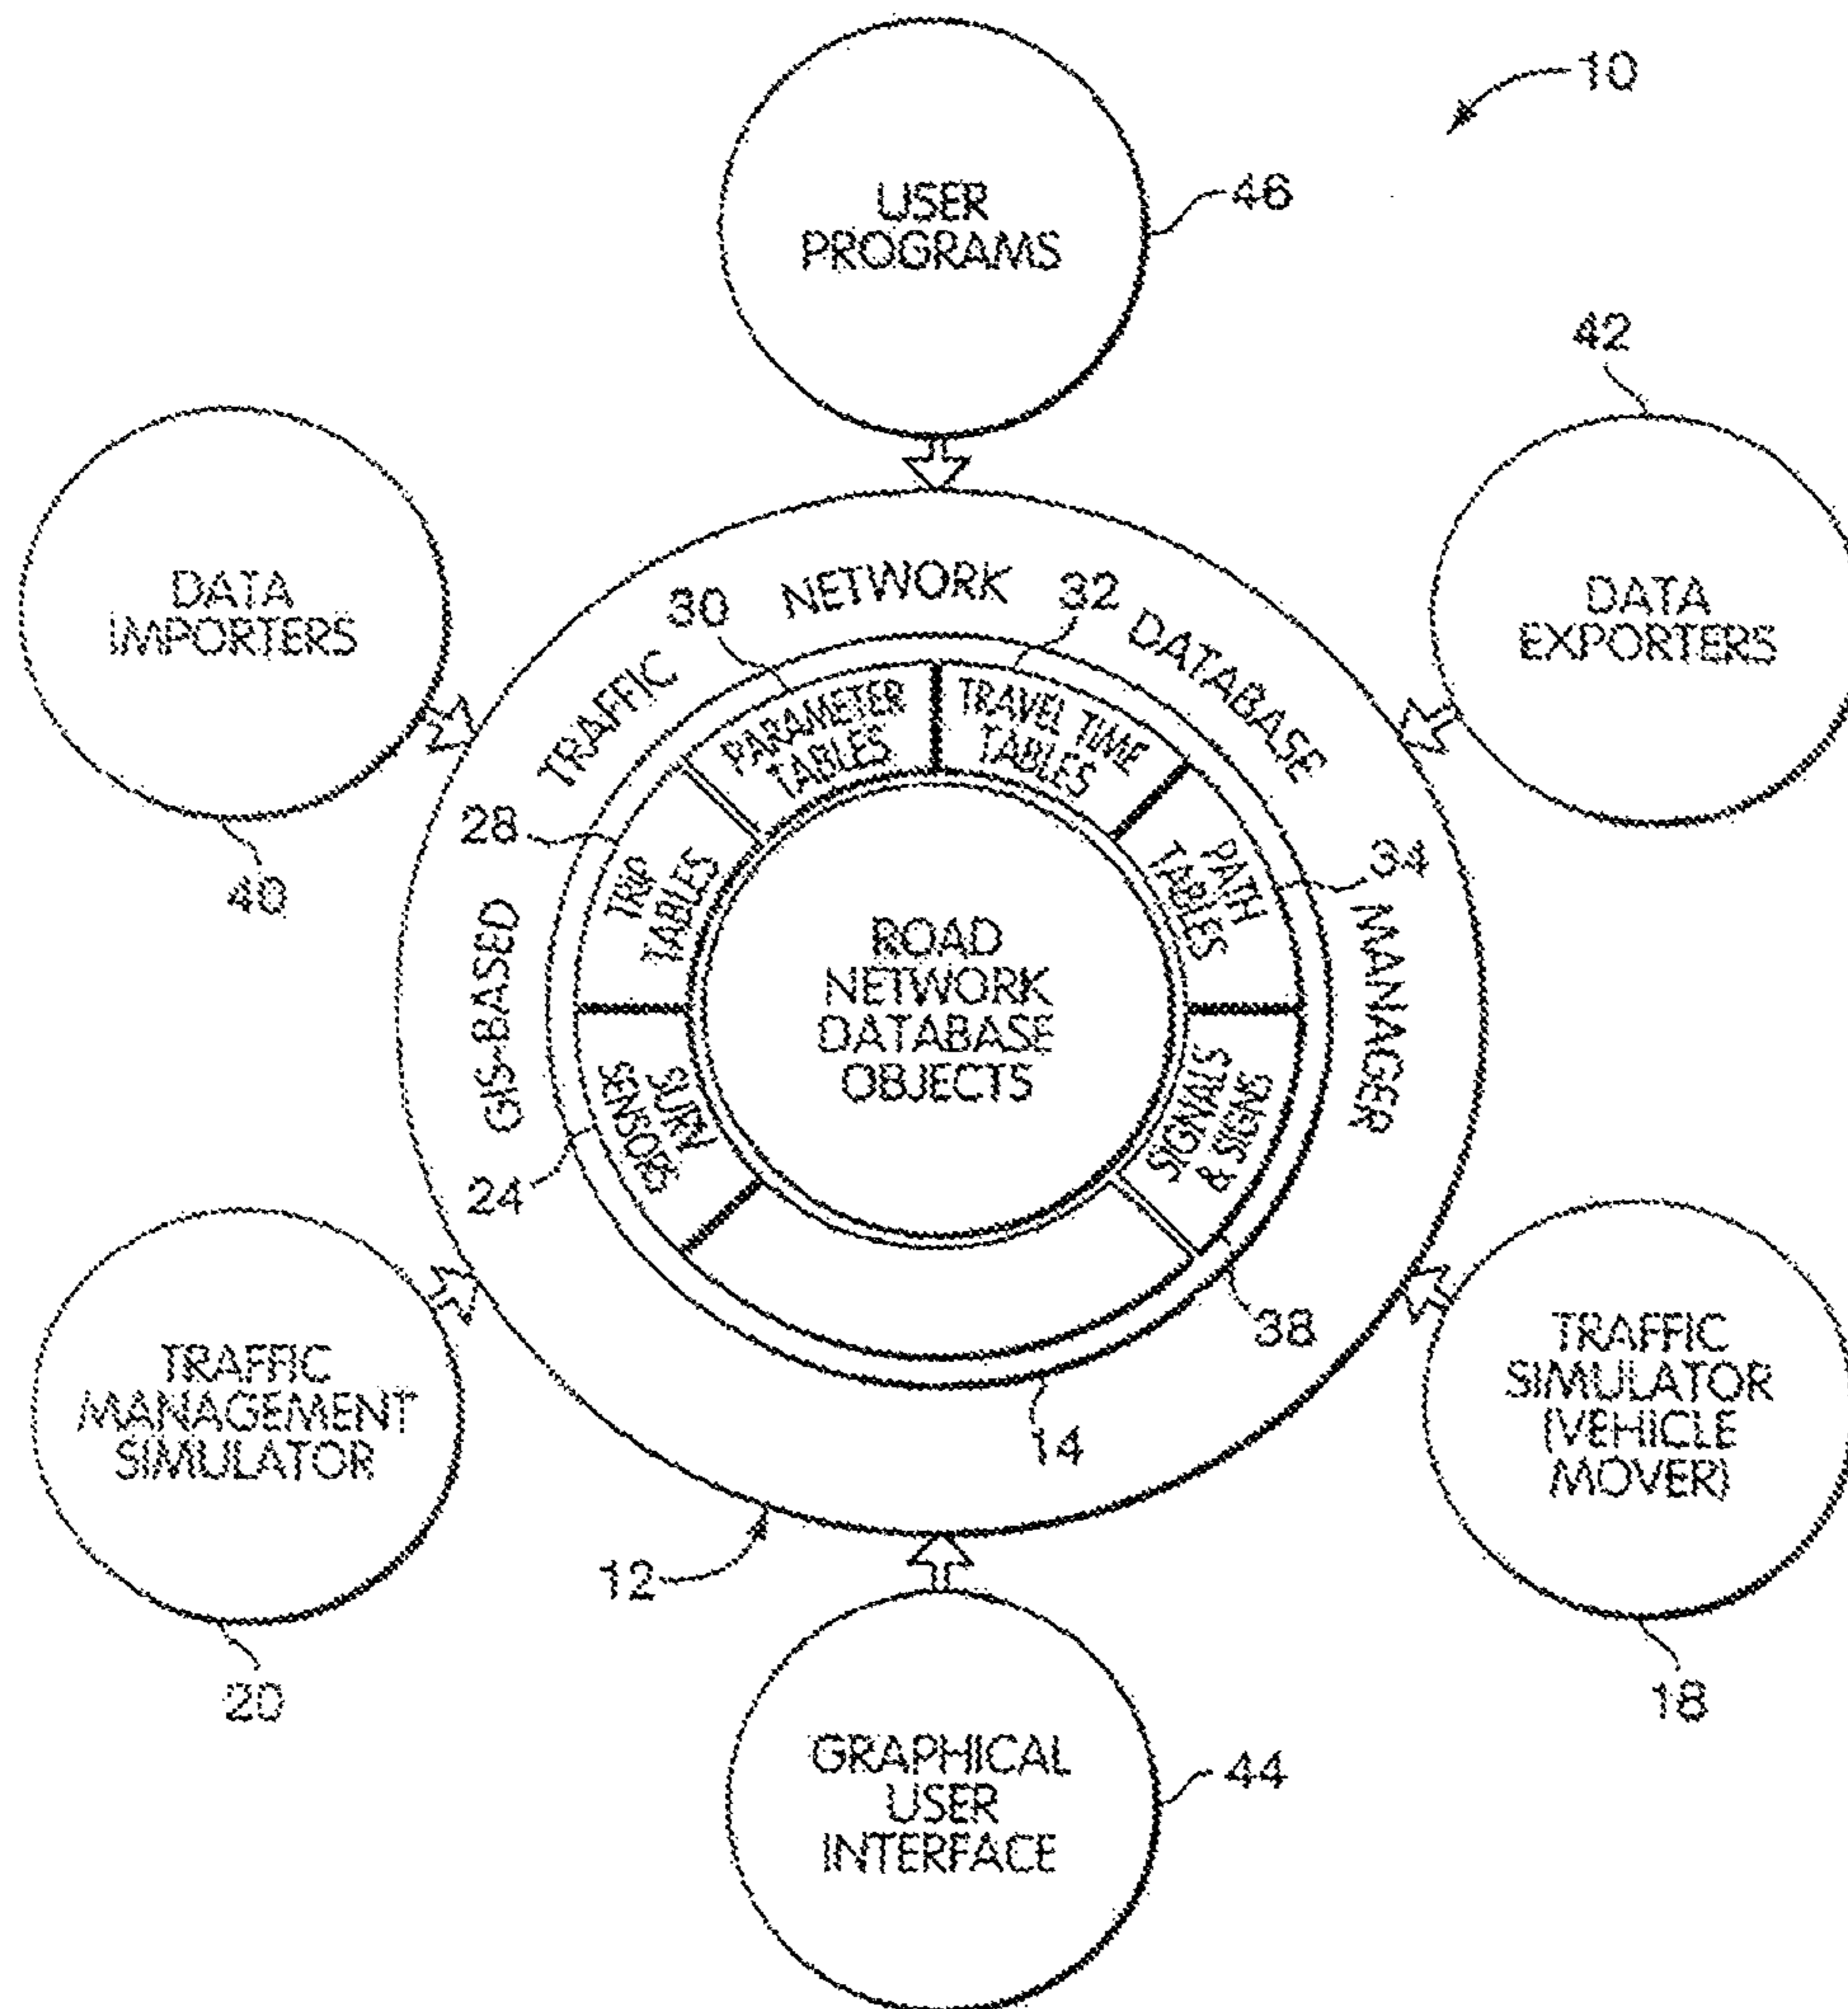 10
USER
PROGRAMS
46
42
DATA
IMPORTERS
40
DATA
EXPORTERS
GIS-BASED TRAFFIC NETWORK DATABASE MANAGER
30
32
28
34
24
38
PARAMETER
TABLES
TRAVEL TIME
TABLES
TRIP
TABLES
PATH
TABLES
SURV.
SENSORS
SIGNALS
& SIGNS
ROAD
NETWORK
DATABASE
OBJECTS
14
12
TRAFFIC
MANAGEMENT
SIMULATOR
20
TRAFFIC
SIMULATOR
(VEHICLE
MOVER)
18
GRAPHICAL
USER
INTERFACE
44